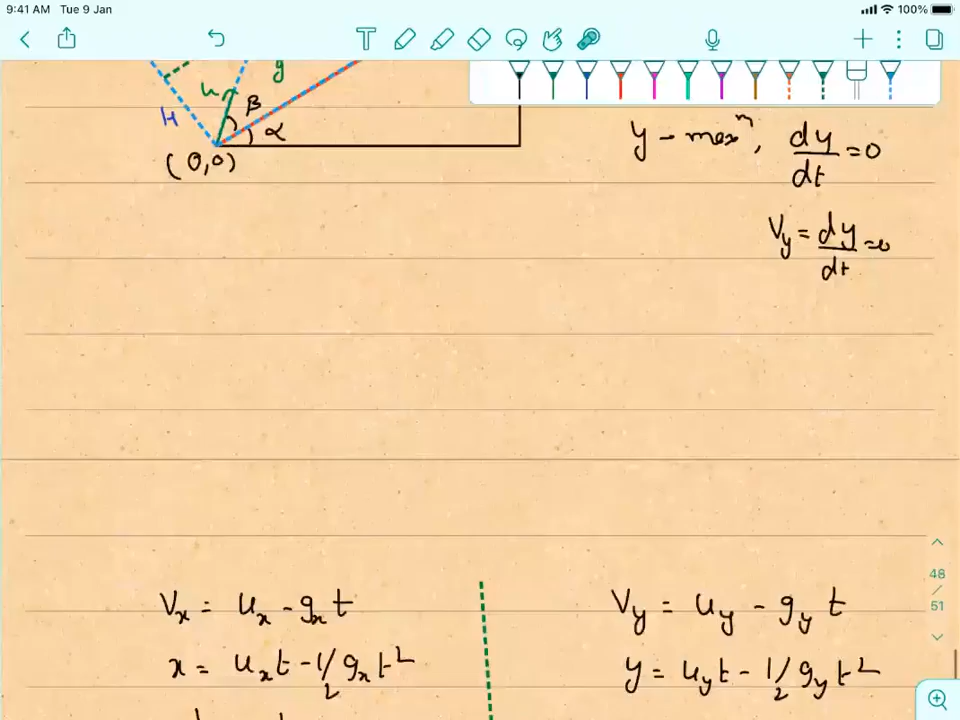 9:41 AM Tue 9 Jan
100%
T
y
u
β
H
α
(0,0)
y - maxᵐ, dy/dt = 0
Vy = dy/dt = 0
48
/
51
Vx = ux - gx t
Vy = uy - gy t
x = ux t - 1/2 gx t²
y = uy t - 1/2 gy t²